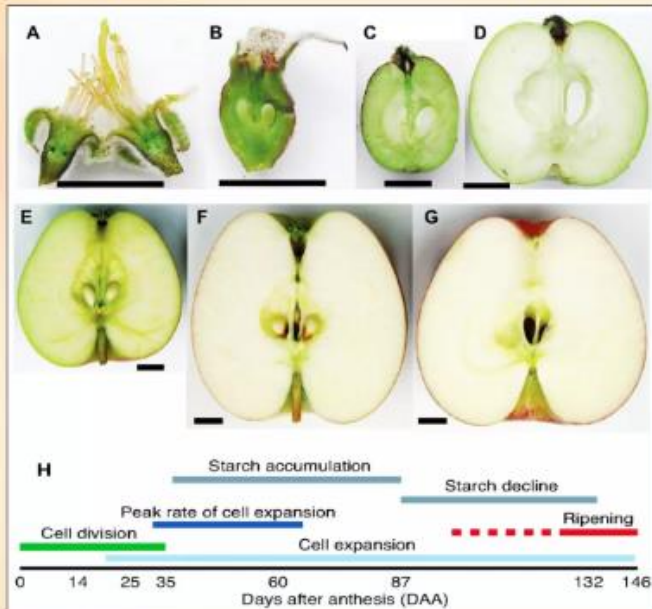 A
B
C
D
E
F
G
H
Starch accumulation
Starch decline
Peak rate of cell expansion
Ripening
Cell division
Cell expansion
0 14 25 35 60 87 132 146
Days after anthesis (DAA)